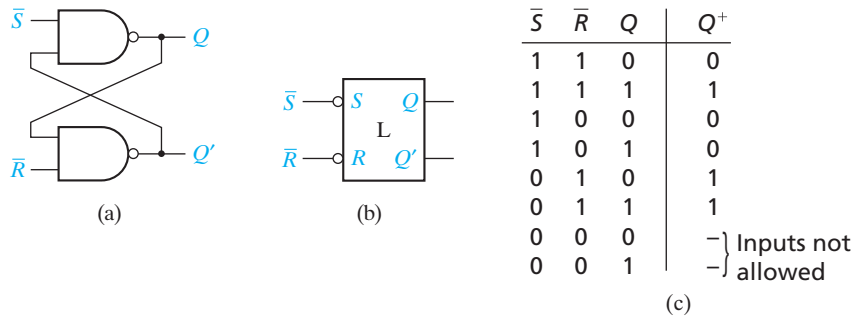 S̅
Q
R̅
Q′
(a)
S̅
S
Q
L
R̅
R
Q′
(b)
S̅ R̅ Q Q⁺
1 1 0 0
1 1 1 1
1 0 0 0
1 0 1 0
0 1 0 1
0 1 1 1
0 0 0 –
0 0 1 –
Inputs not
allowed
(c)